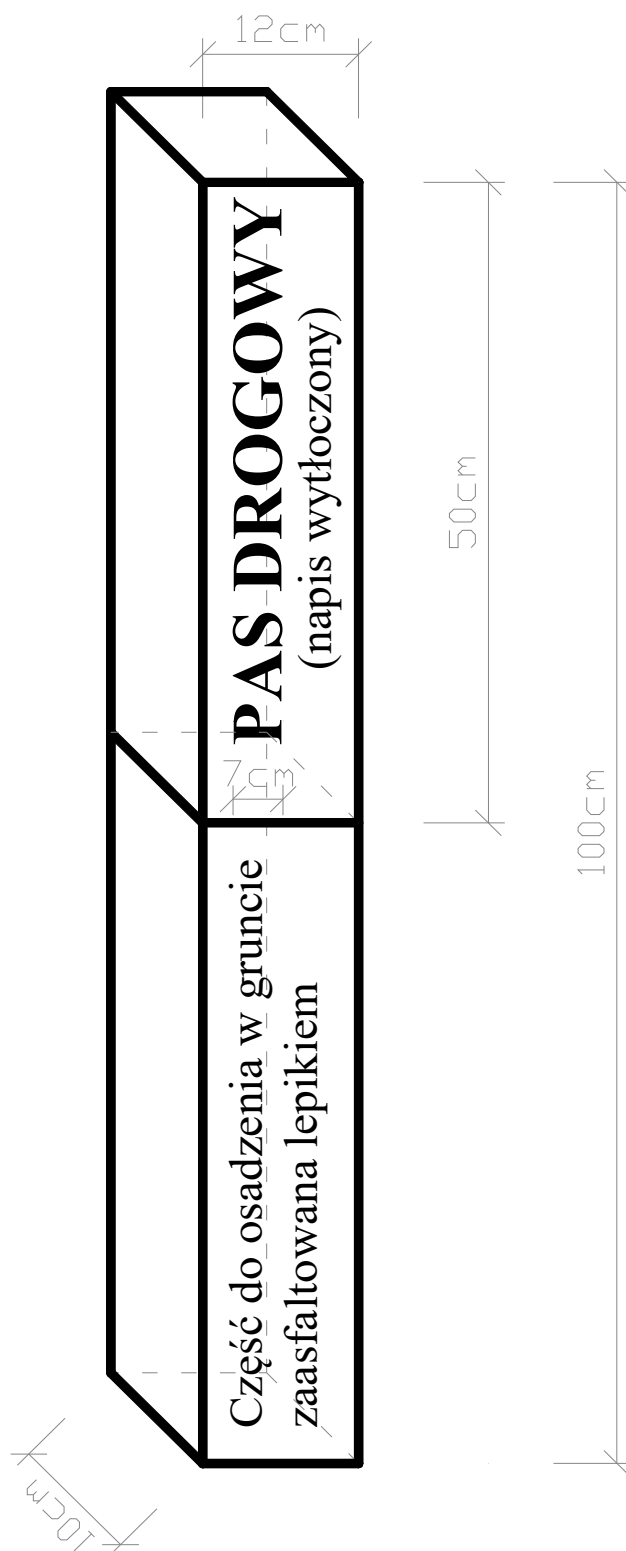 12cm
PAS DROGOWY
(napis wytłoczony)
50cm
7cm
100cm
Część do osadzenia w gruncie
zaasfaltowana lepikiem
10cm